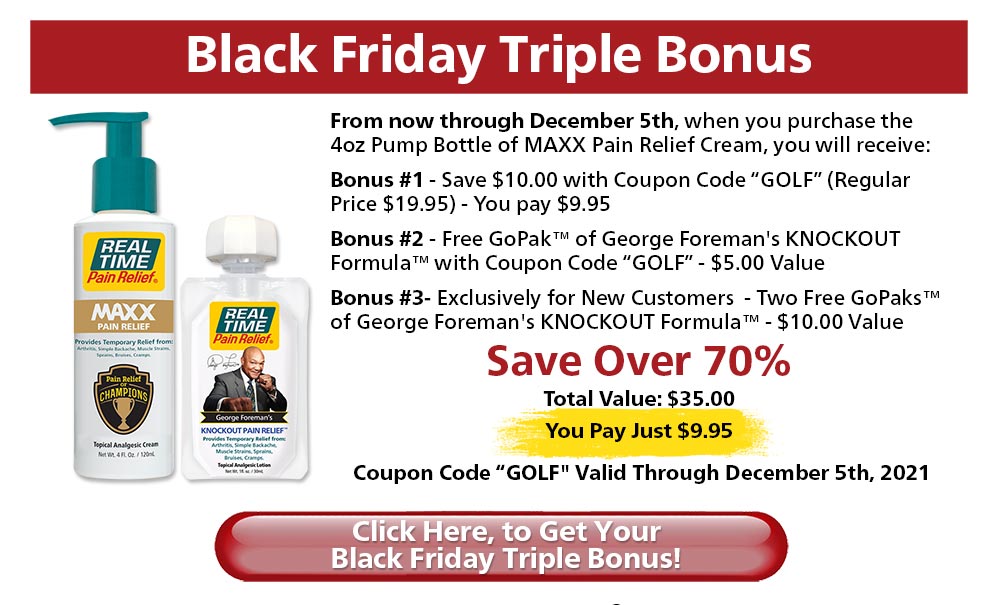 Black Friday Triple Bonus
From now through December 5th, when you purchase the
4oz Pump Bottle of MAXX Pain Relief Cream, you will receive:
Bonus #1 - Save $10.00 with Coupon Code “GOLF” (Regular
Price $19.95) - You pay $9.95
Bonus #2 - Free GoPak™ of George Foreman's KNOCKOUT
Formula™ with Coupon Code “GOLF” - $5.00 Value
Bonus #3- Exclusively for New Customers - Two Free GoPaks™
of George Foreman's KNOCKOUT Formula™ - $10.00 Value
Save Over 70%
Total Value: $35.00
You Pay Just $9.95
Coupon Code “GOLF" Valid Through December 5th, 2021
Click Here, to Get Your
Black Friday Triple Bonus!
REAL
TIME
Pain Relief®
MAXX
PAIN RELIEF
Provides Temporary Relief from:
Arthritis, Simple Backache, Muscle Strains,
Sprains, Bruises, Cramps.
Pain Relief
OF
CHAMPIONS
Topical Analgesic Cream
Net Wt. 4 Fl. Oz. / 120mL
REAL
TIME
Pain Relief®
George Foreman's
KNOCKOUT PAIN RELIEF™
Provides Temporary Relief from:
Arthritis, Simple Backache,
Muscle Strains, Sprains,
Bruises, Cramps.
Topical Analgesic Lotion
Net Wt. 1fl. oz. / 30mL